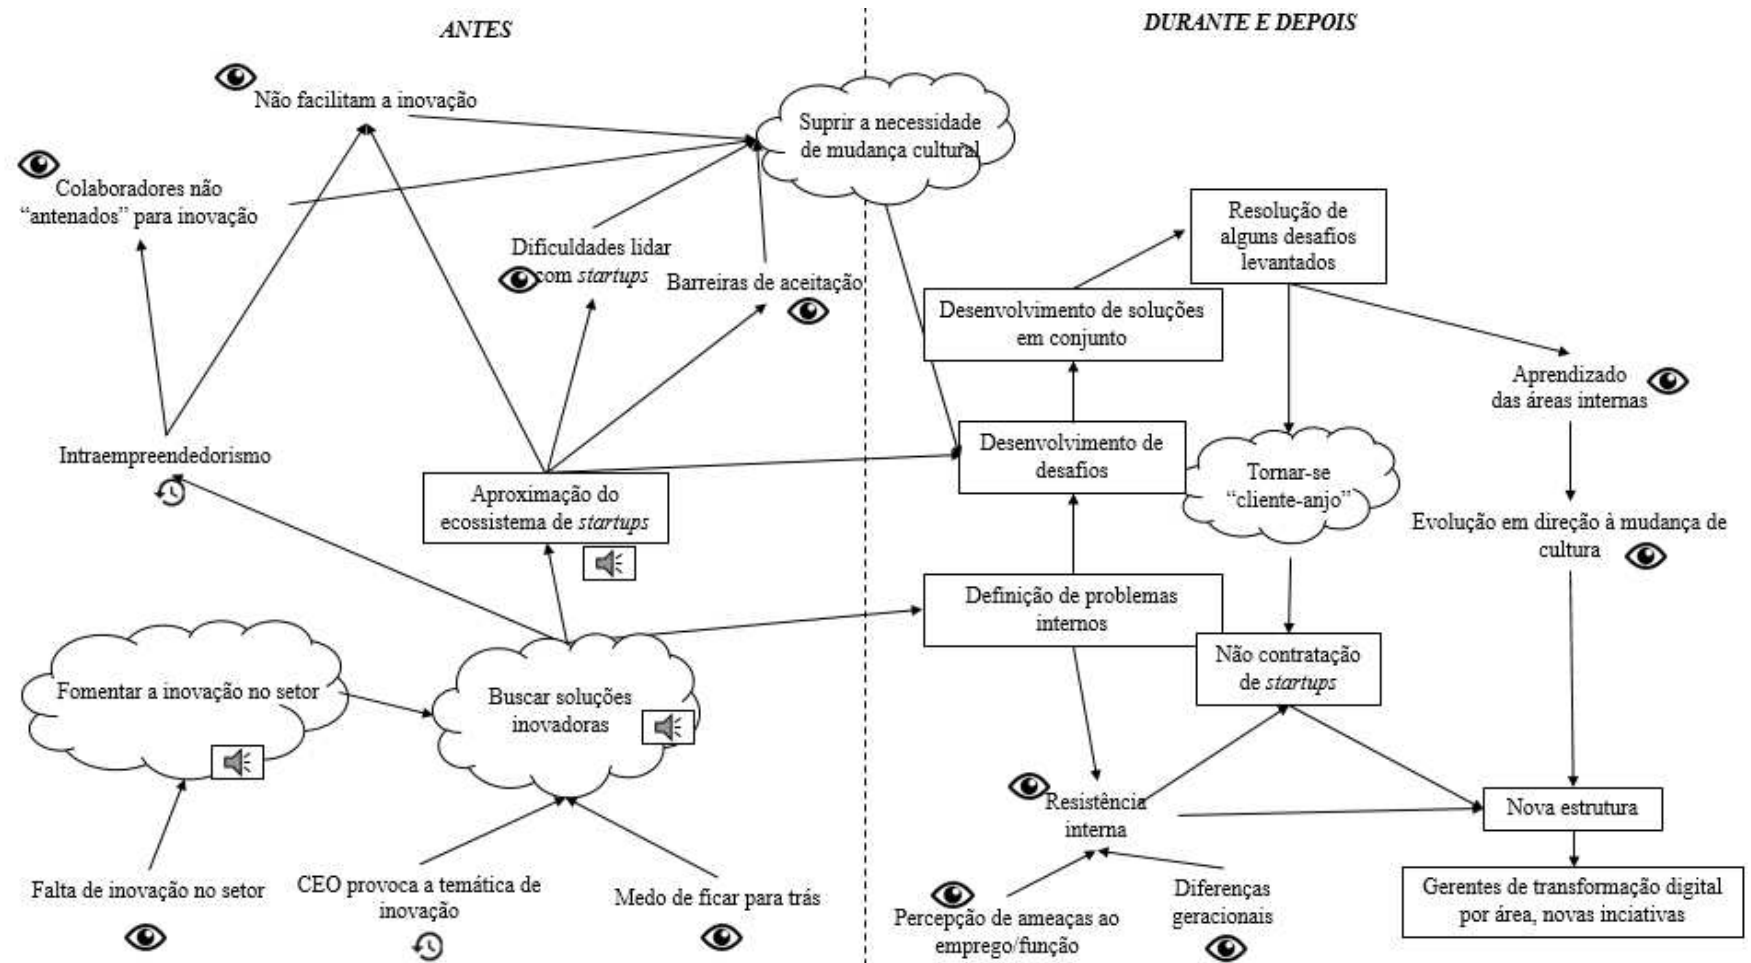 ANTES
DURANTE E DEPOIS
Não facilitam a inovação
Suprir a necessidade
de mudança cultural
Colaboradores não
“antenados” para inovação
Dificuldades lidar
com startups
Barreiras de aceitação
Intraempreendedorismo
Aproximação do
ecossistema de startups
Fomentar a inovação no setor
Buscar soluções
inovadoras
Falta de inovação no setor
CEO provoca a temática de
inovação
Medo de ficar para trás
Resolução de
alguns desafios
levantados
Desenvolvimento de soluções
em conjunto
Aprendizado
das áreas internas
Desenvolvimento de
desafios
Tornar-se
“cliente-anjo”
Evolução em direção à mudança de
cultura
Definição de problemas
internos
Não contratação
de startups
Resistência
interna
Nova estrutura
Percepção de ameaças ao
emprego/função
Diferenças
geracionais
Gerentes de transformação digital
por área, novas inciativas